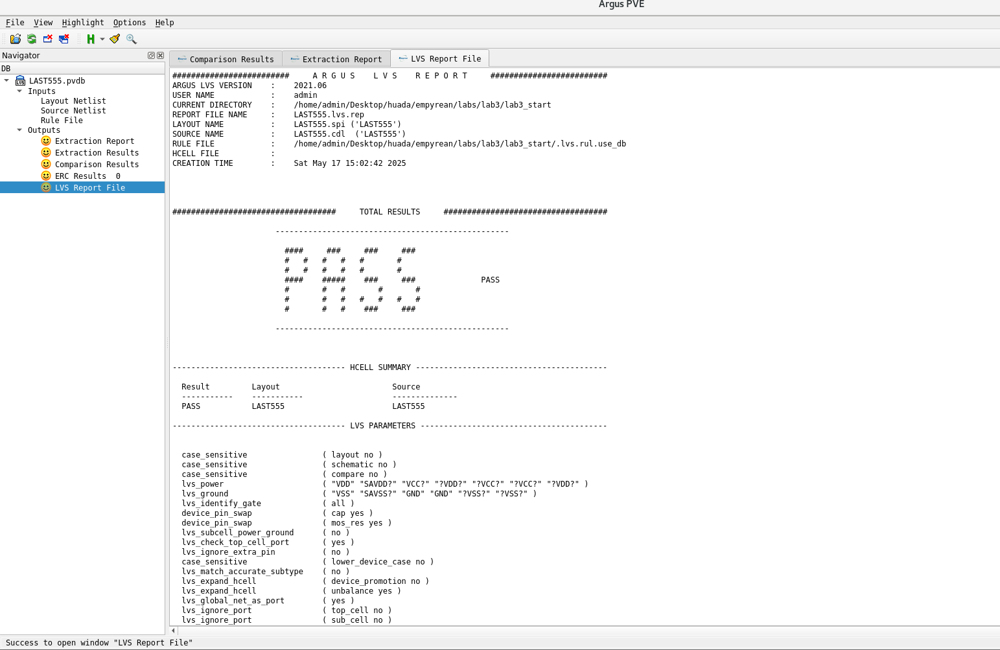 Argus PVE
File View Highlight Options Help
H
Navigator
DB
LAST555.pvdb
Inputs
Layout Netlist
Source Netlist
Rule File
Outputs
Extraction Report
Extraction Results
Comparison Results
ERC Results 0
LVS Report File
Comparison Results Extraction Report LVS Report File
######################### A R G U S L V S R E P O R T #########################
ARGUS LVS VERSION : 2021.06
USER NAME : admin
CURRENT DIRECTORY : /home/admin/Desktop/huada/empyrean/labs/lab3/lab3_start
REPORT FILE NAME : LAST555.lvs.rep
LAYOUT NAME : LAST555.spi ('LAST555')
SOURCE NAME : LAST555.cdl ('LAST555')
RULE FILE : /home/admin/Desktop/huada/empyrean/labs/lab3/lab3_start/.lvs.rul.use_db
HCELL FILE :
CREATION TIME : Sat May 17 15:02:42 2025
################################### TOTAL RESULTS ###################################
--------------------------------------------------
#### ### ### ###
# # # # # #
# # # # # #
#### ##### ### ### PASS
# # # # #
# # # # # # #
# # # ### ###
--------------------------------------------------
------------------------------------- HCELL SUMMARY -----------------------------------------
Result Layout Source
----------- ----------- --------------
PASS LAST555 LAST555
------------------------------------- LVS PARAMETERS ----------------------------------------
case_sensitive ( layout no )
case_sensitive ( schematic no )
case_sensitive ( compare no )
lvs_power ( "VDD" "SAVDD?" "VCC?" "?VDD?" "?VCC?" "?VCC?" "?VDD?" )
lvs_ground ( "VSS" "SAVSS?" "GND" "GND" "?VSS?" "?VSS?" )
lvs_identify_gate ( all )
device_pin_swap ( cap yes )
device_pin_swap ( mos_res yes )
lvs_subcell_power_ground ( no )
lvs_check_top_cell_port ( yes )
lvs_ignore_extra_pin ( no )
case_sensitive ( lower_device_case no )
lvs_match_accurate_subtype ( no )
lvs_expand_hcell ( device_promotion no )
lvs_expand_hcell ( unbalance yes )
lvs_global_net_as_port ( yes )
lvs_ignore_port ( top_cell no )
lvs_ignore_port ( sub_cell no )
Success to open window "LVS Report File"